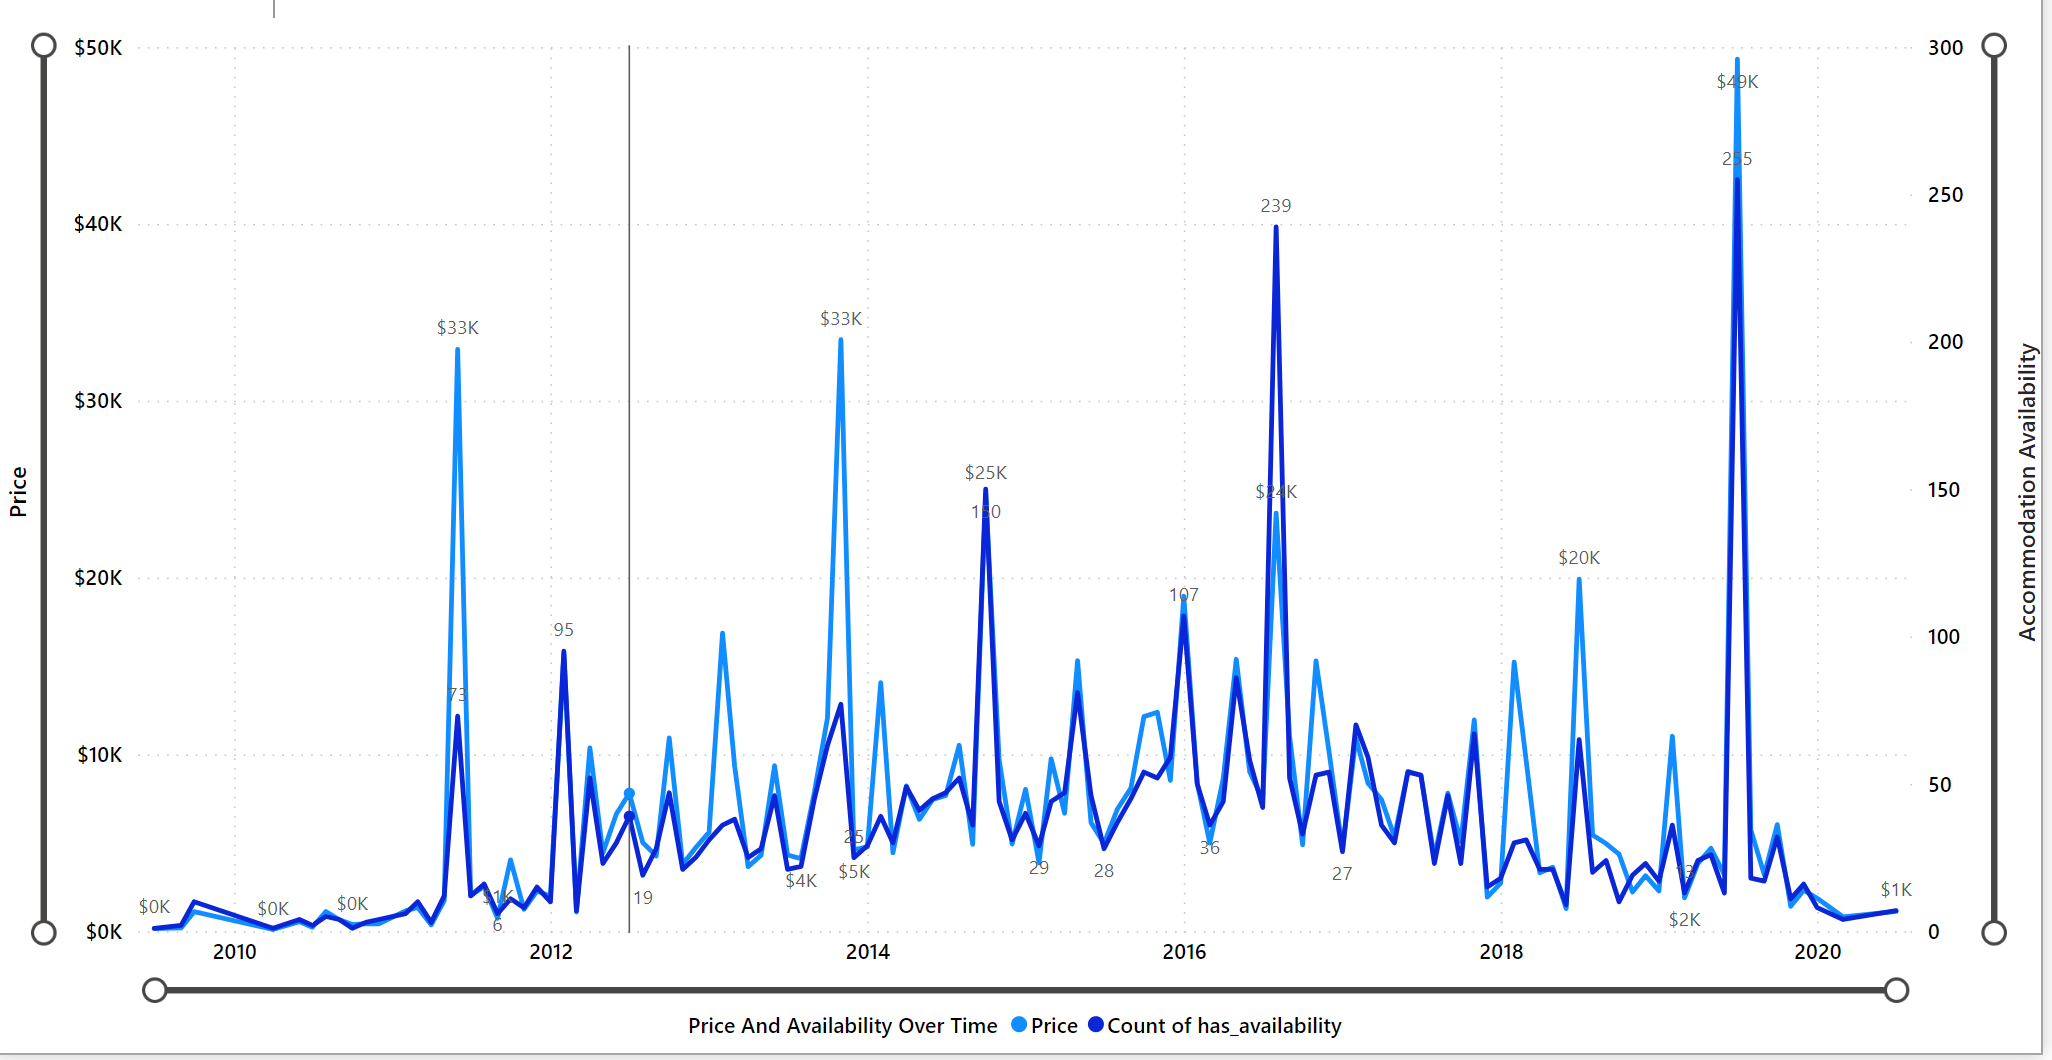 $50K
300
$49K
255
250
$40K
239
200
$33K
$33K
$30K
Price
Accommodation Availability
$25K
150
$24K
150
$20K
$20K
107
95
100
73
$10K
50
25
36
$5K
29
28
27
13
$4K
$1K
19
$0K
$0K
$0K
6
$2K
$1K
$0K
0
2010
2012
2014
2016
2018
2020
Price And Availability Over Time
Price
Count of has_availability